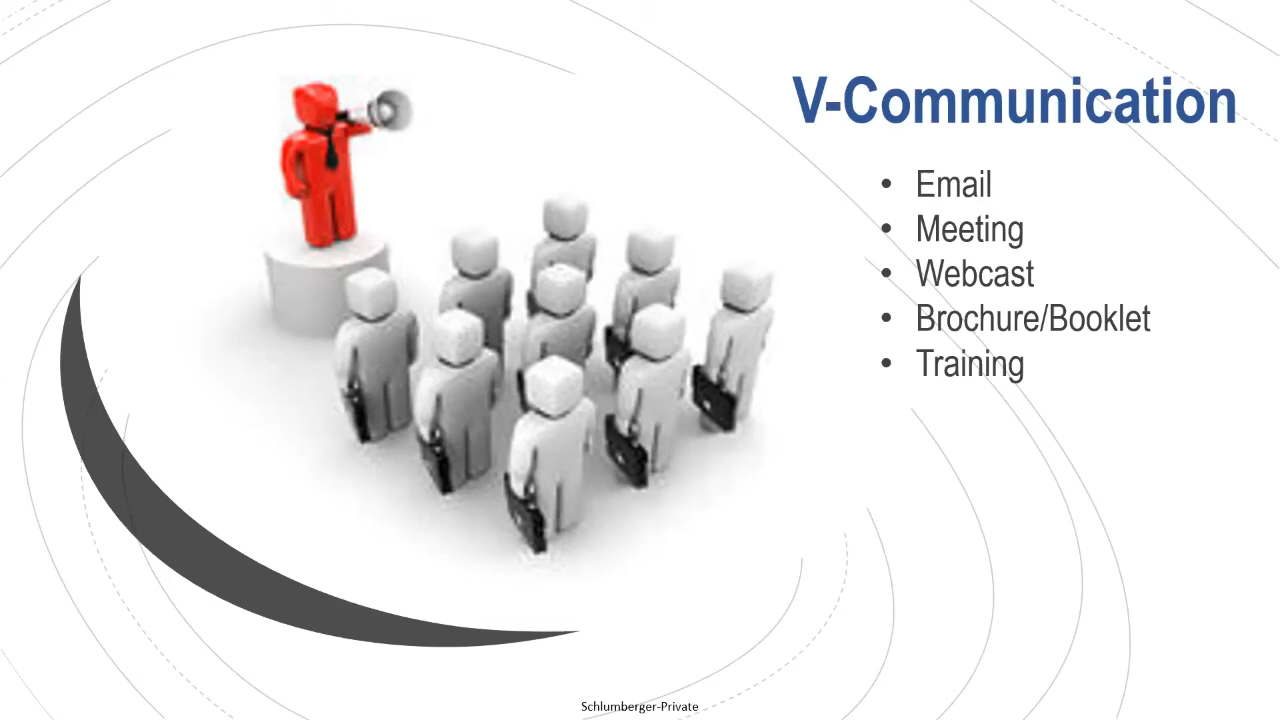 V-Communication
• Email
• Meeting
• Webcast
• Brochure/Booklet
• Training
Schlumberger-Private